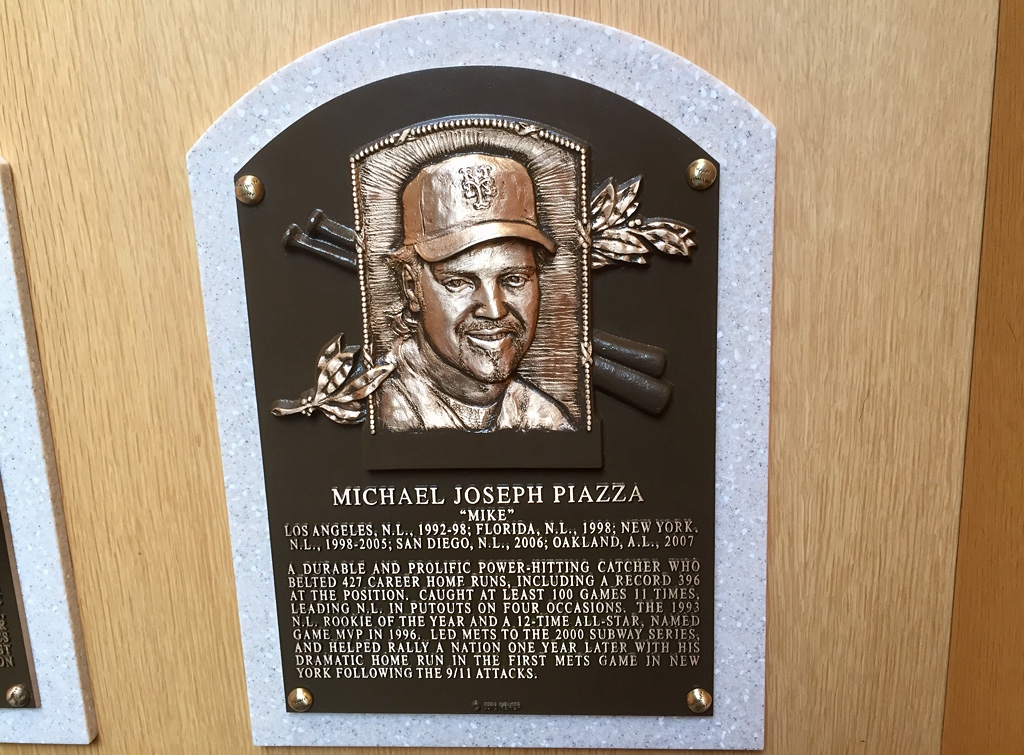 NY
MICHAEL JOSEPH PIAZZA
"MIKE"
LOS ANGELES, N.L., 1992-98; FLORIDA, N.L., 1998; NEW YORK,
N.L., 1998-2005; SAN DIEGO, N.L., 2006; OAKLAND, A.L., 2007
A DURABLE AND PROLIFIC POWER-HITTING CATCHER WHO
BELTED 427 CAREER HOME RUNS, INCLUDING A RECORD 396
AT THE POSITION. CAUGHT AT LEAST 100 GAMES 11 TIMES,
LEADING N.L. IN PUTOUTS ON FOUR OCCASIONS. THE 1993
N.L. ROOKIE OF THE YEAR AND A 12-TIME ALL-STAR, NAMED
GAME MVP IN 1996. LED METS TO THE 2000 SUBWAY SERIES,
AND HELPED RALLY A NATION ONE YEAR LATER WITH HIS
DRAMATIC HOME RUN IN THE FIRST METS GAME IN NEW
YORK FOLLOWING THE 9/11 ATTACKS.